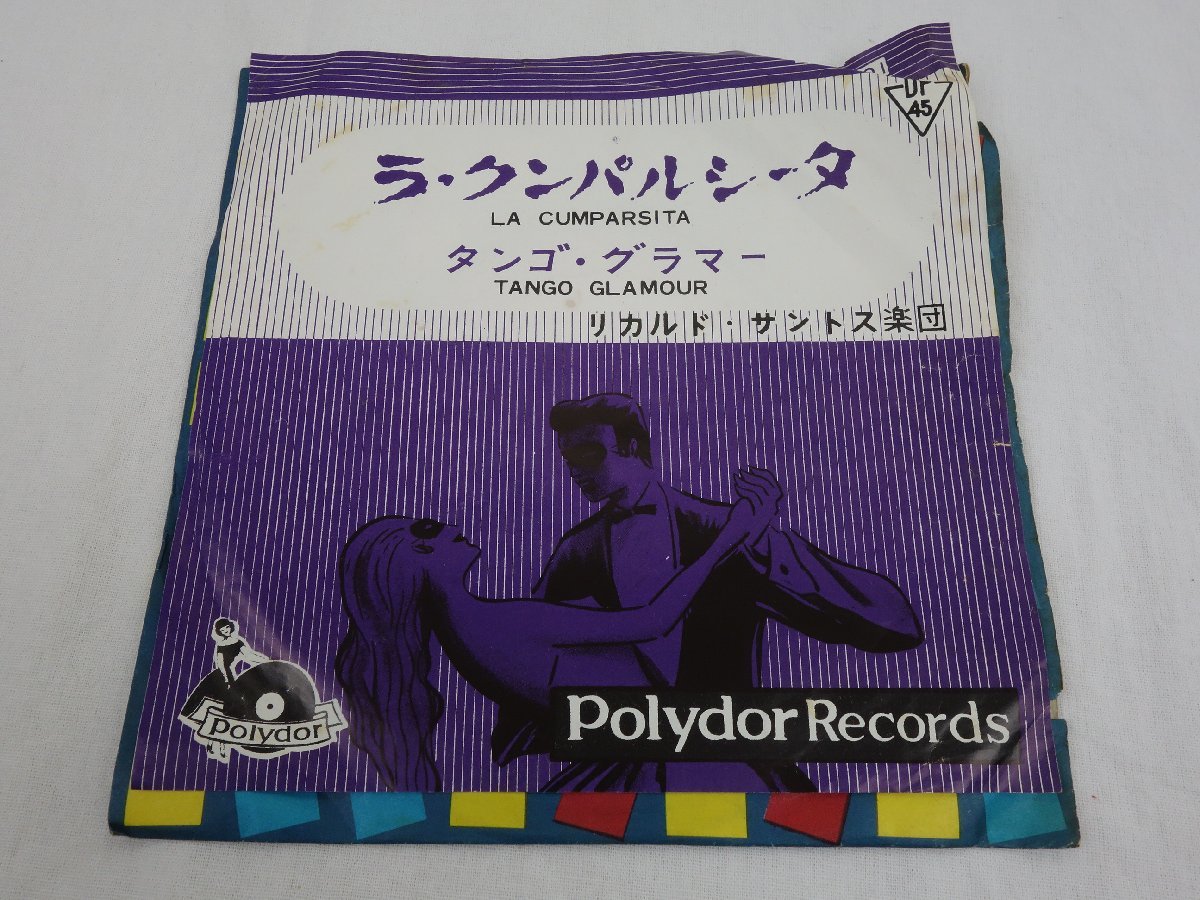 45
ラ・クンパルシータ
LA CUMPARSITA
タンゴ・グラマー
TANGO GLAMOUR
リカルド・サントス楽団
Polydor Records
Polydor